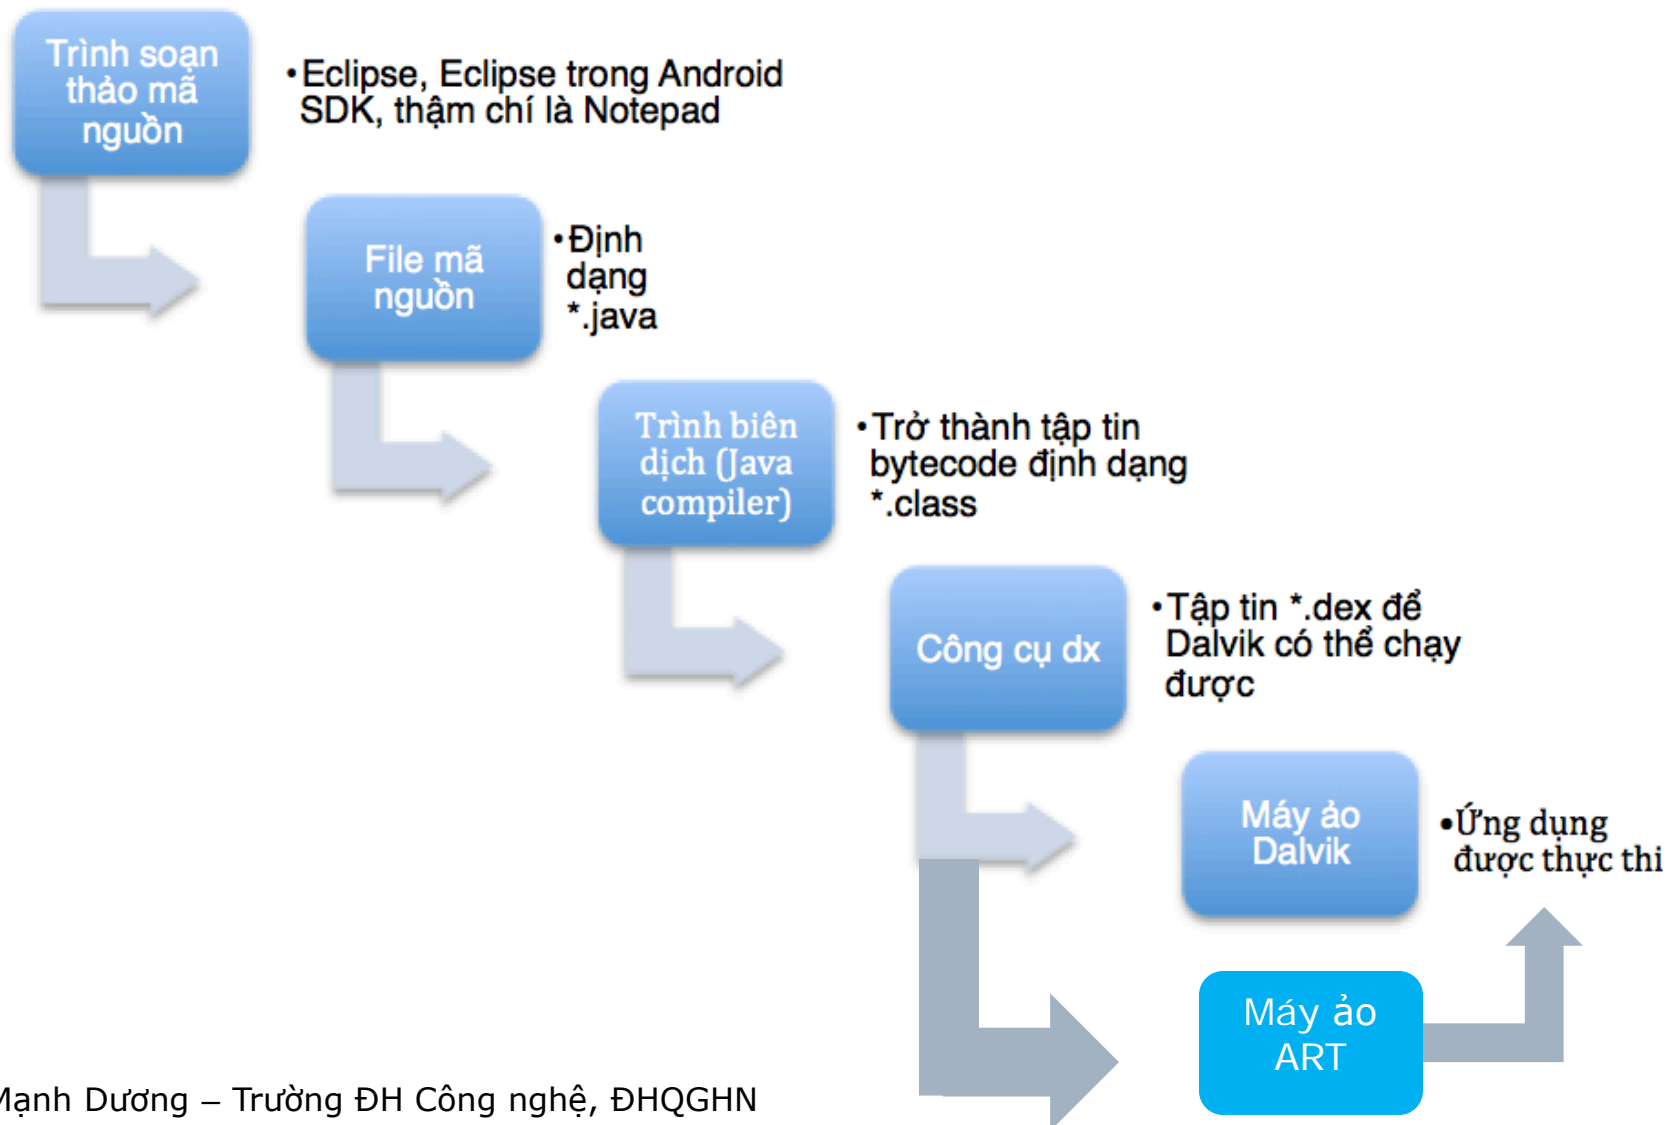 Trình soạn
thảo mã
nguồn
•Eclipse, Eclipse trong Android
SDK, thậm chí là Notepad
File mã
nguồn
•Định
dạng
*.java
Trình biên
dịch (Java
compiler)
•Trở thành tập tin
bytecode định dạng
*.class
Công cụ dx
•Tập tin *.dex để
Dalvik có thể chạy
được
Máy ảo
Dalvik
•Ứng dụng
được thực thi
Máy ảo
ART
Mạnh Dương – Trường ĐH Công nghệ, ĐHQGHN